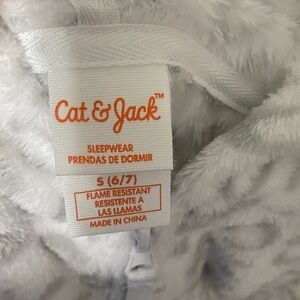 Cat & Jack™
SLEEPWEAR
PRENDAS DE DORMIR
S (6/7)
FLAME RESISTANT
RESISTENTE A
LAS LLAMAS
MADE IN CHINA